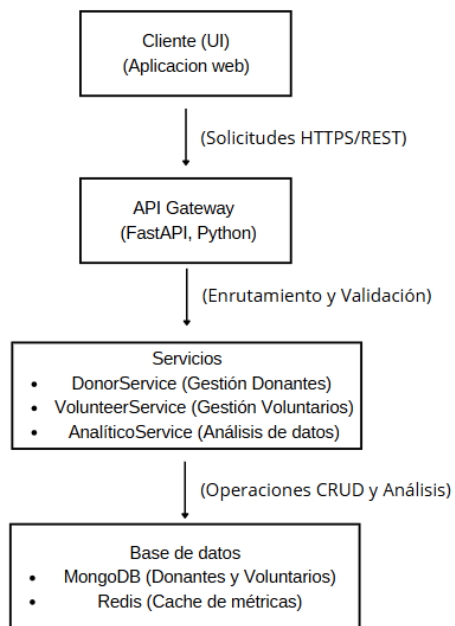 Cliente (UI)
(Aplicacion web)
(Solicitudes HTTPS/REST)
API Gateway
(FastAPI, Python)
(Enrutamiento y Validación)
Servicios
• DonorService (Gestión Donantes)
• VolunteerService (Gestión Voluntarios)
• AnalíticoService (Análisis de datos)
(Operaciones CRUD y Análisis)
Base de datos
• MongoDB (Donantes y Voluntarios)
• Redis (Cache de métricas)